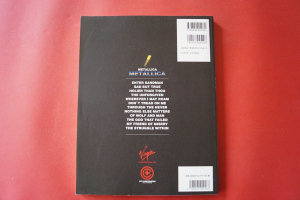 METALLICA
METALLICA
ENTER SANDMAN
SAD BUT TRUE
HOLIER THAN THOU
THE UNFORGIVEN
WHEREVER I MAY ROAM
DON'T TREAD ON ME
THROUGH THE NEVER
NOTHING ELSE MATTERS
OF WOLF AND MAN
THE GOD THAT FAILED
MY FRIEND OF MISERY
THE STRUGGLE WITHIN
Virgin